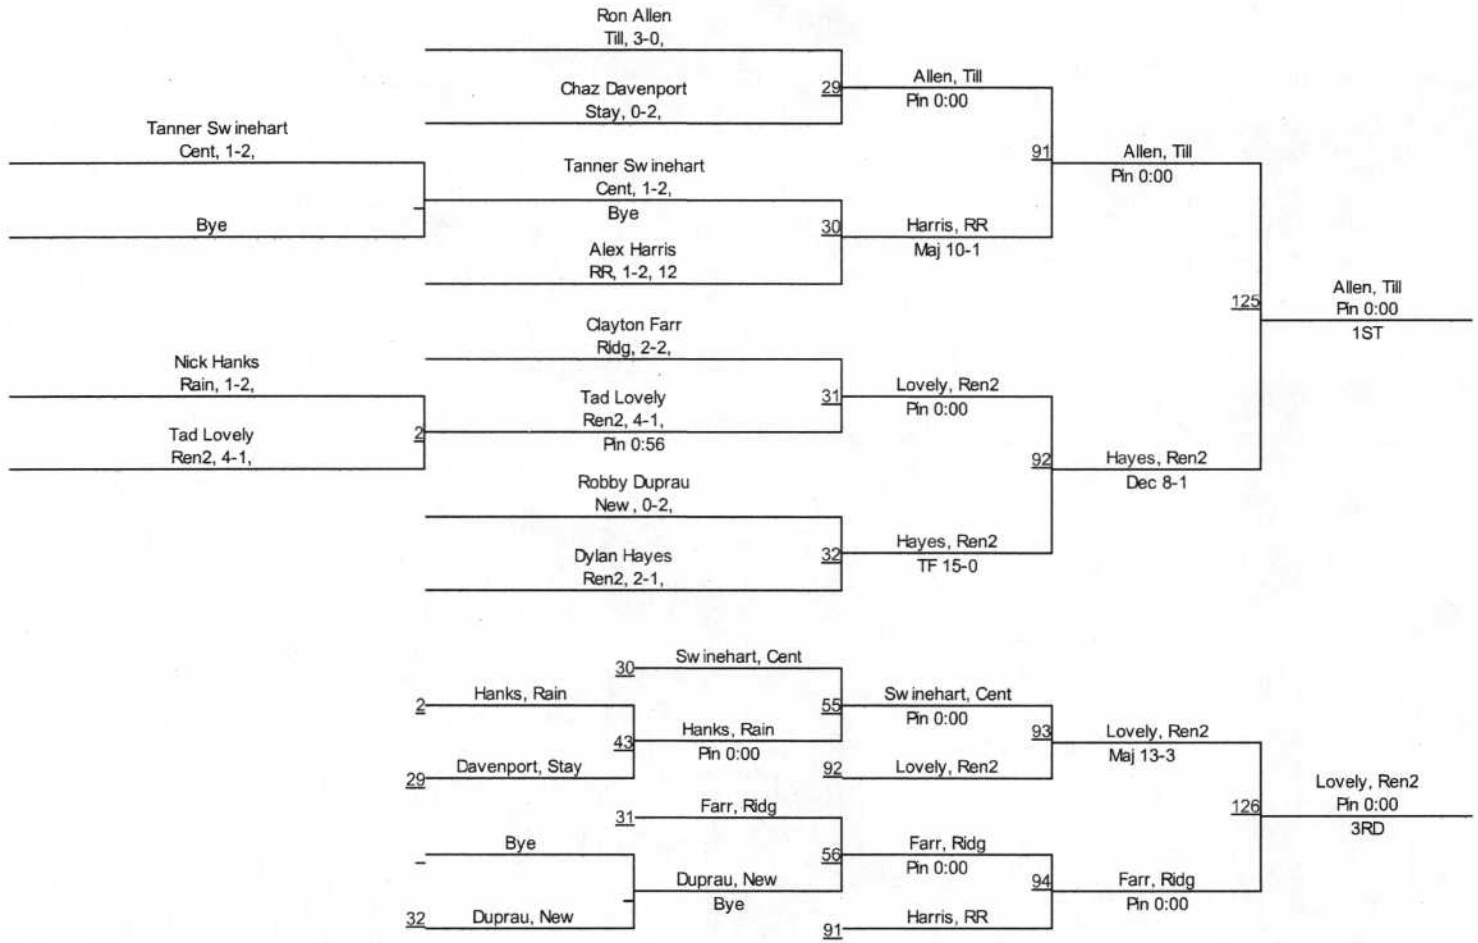 Ron Allen
Till, 3-0,
29
Allen, Till
Pin 0:00
Chaz Davenport
Stay, 0-2,
Tanner Swinehart
Cent, 1-2,
91
Allen, Till
Pin 0:00
Tanner Swinehart
Cent, 1-2,
Bye
Bye
30
Harris, RR
Maj 10-1
Alex Harris
RR, 1-2, 12
125
Allen, Till
Pin 0:00
1ST
Clayton Farr
Ridg, 2-2,
Nick Hanks
Rain, 1-2,
31
Lovely, Ren2
Pin 0:00
Tad Lovely
Ren2, 4-1,
Pin 0:56
2
Tad Lovely
Ren2, 4-1,
92
Hayes, Ren2
Dec 8-1
Robby Duprau
New , 0-2,
32
Hayes, Ren2
TF 15-0
Dylan Hayes
Ren2, 2-1,
30
Swinehart, Cent
2
Hanks, Rain
55
Swinehart, Cent
Pin 0:00
43
Hanks, Rain
Pin 0:00
93
Lovely, Ren2
Maj 13-3
29
Davenport, Stay
92
Lovely, Ren2
31
Farr, Ridg
126
Lovely, Ren2
Pin 0:00
3RD
Bye
56
Farr, Ridg
Pin 0:00
Duprau, New
Bye
94
Farr, Ridg
Pin 0:00
32
Duprau, New
91
Harris, RR